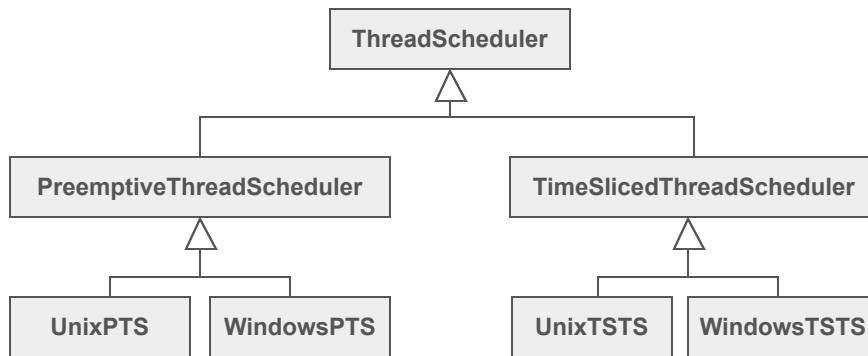 ThreadScheduler
PreemptiveThreadScheduler
TimeSlicedThreadScheduler
UnixPTS
WindowsPTS
UnixTSTS
WindowsTSTS